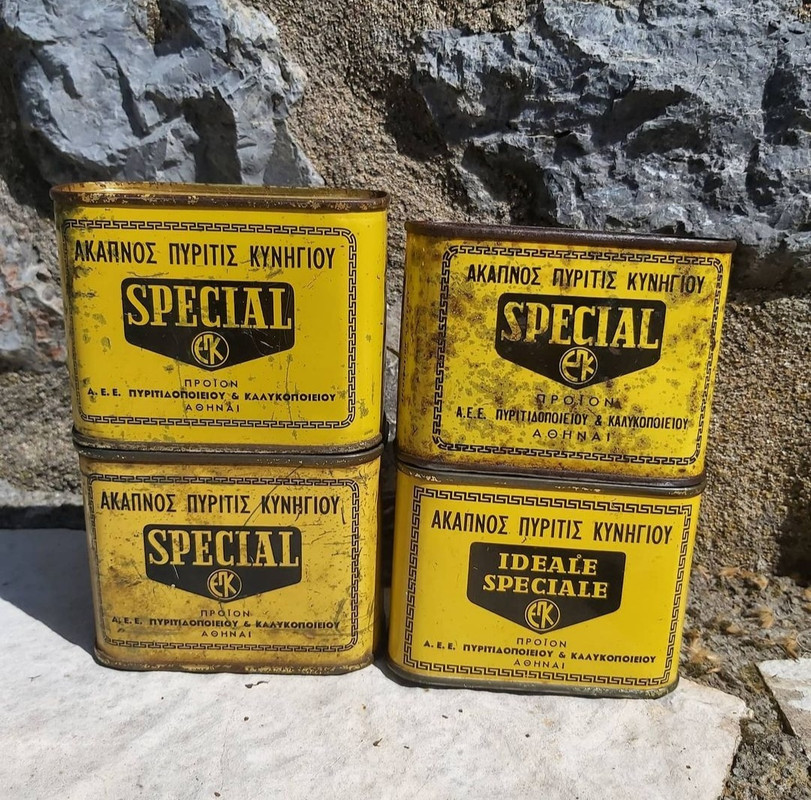 ΑΚΑΠΝΟΣ ΠΥΡΙΤΙΣ ΚΥΝΗΓΙΟΥ
SPECIAL
ΕΚ
ΠΡΟΪΟΝ
Α.Ε.Ε. ΠΥΡΙΤΙΔΟΠΟΙΕΙΟΥ & ΚΑΛΥΚΟΠΟΙΕΙΟΥ
ΑΘΗΝΑΙ
ΑΚΑΠΝΟΣ ΠΥΡΙΤΙΣ ΚΥΝΗΓΙΟΥ
SPECIAL
ΕΚ
ΠΡΟΪΟΝ
Α.Ε.Ε. ΠΥΡΙΤΙΔΟΠΟΙΕΙΟΥ & ΚΑΛΥΚΟΠΟΙΕΙΟΥ
ΑΘΗΝΑΙ
ΑΚΑΠΝΟΣ ΠΥΡΙΤΙΣ ΚΥΝΗΓΙΟΥ
SPECIAL
ΕΚ
ΠΡΟΪΟΝ
Α.Ε.Ε. ΠΥΡΙΤΙΔΟΠΟΙΕΙΟΥ & ΚΑΛΥΚΟΠΟΙΕΙΟΥ
ΑΘΗΝΑΙ
ΑΚΑΠΝΟΣ ΠΥΡΙΤΙΣ ΚΥΝΗΓΙΟΥ
IDEALE
SPECIALE
ΕΚ
ΠΡΟΪΟΝ
Α.Ε.Ε. ΠΥΡΙΤΙΔΟΠΟΙΕΙΟΥ & ΚΑΛΥΚΟΠΟΙΕΙΟΥ
ΑΘΗΝΑΙ